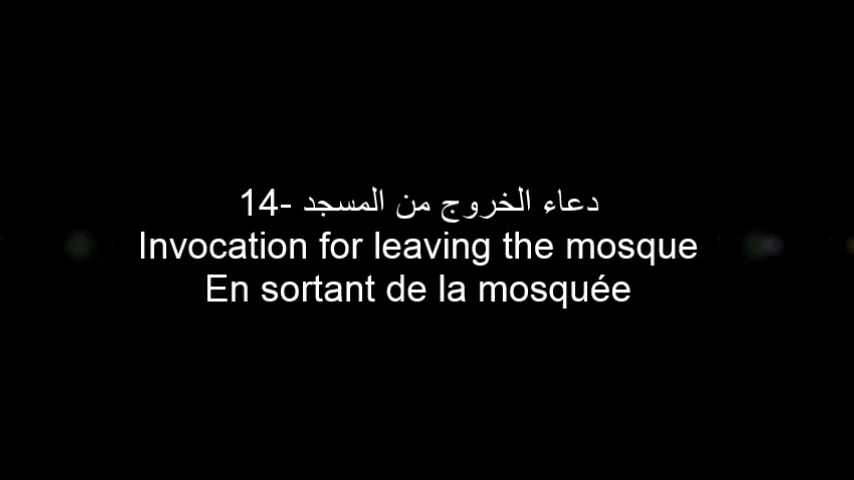 14- دعاء الخروج من المسجد
Invocation for leaving the mosque
En sortant de la mosquée